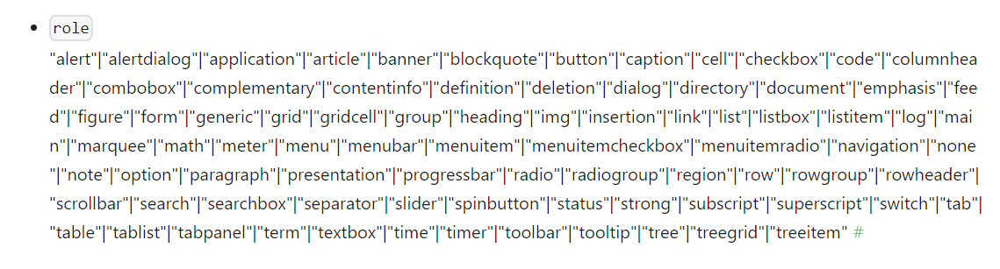 role
"alert"|"alertdialog"|"application"|"article"|"banner"|"blockquote"|"button"|"caption"|"cell"|"checkbox"|"code"|"columnhea
der"|"combobox"|"complementary"|"contentinfo"|"definition"|"deletion"|"dialog"|"directory"|"document"|"emphasis"|"fee
d"|"figure"|"form"|"generic"|"grid"|"gridcell"|"group"|"heading"|"img"|"insertion"|"link"|"list"|"listbox"|"listitem"|"log"|"mai
n"|"marquee"|"math"|"meter"|"menu"|"menubar"|"menuitem"|"menuitemcheckbox"|"menuitemradio"|"navigation"|"none
"|"note"|"option"|"paragraph"|"presentation"|"progressbar"|"radio"|"radiogroup"|"region"|"row"|"rowgroup"|"rowheader"|
"scrollbar"|"search"|"searchbox"|"separator"|"slider"|"spinbutton"|"status"|"strong"|"subscript"|"superscript"|"switch"|"tab"|
"table"|"tablist"|"tabpanel"|"term"|"textbox"|"time"|"timer"|"toolbar"|"tooltip"|"tree"|"treegrid"|"treeitem" #